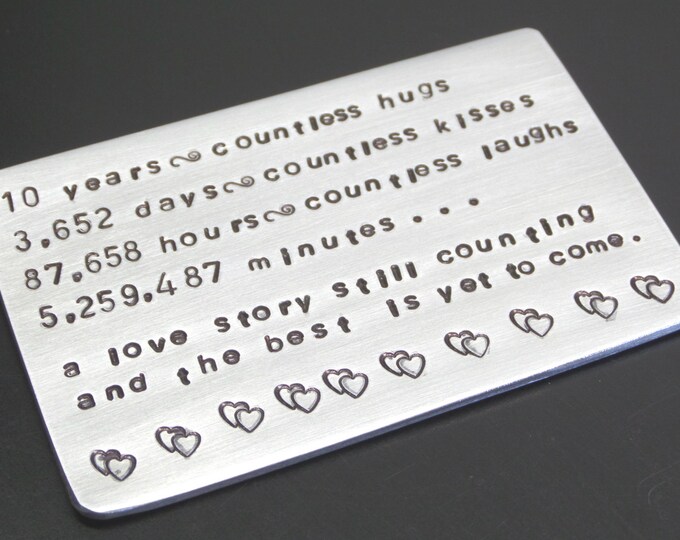 10 years~countless hugs
3,652 days~countless kisses
87,658 hours~countless laughs
5,259,487 minutes...
a love story still counting
and the best is yet to come.